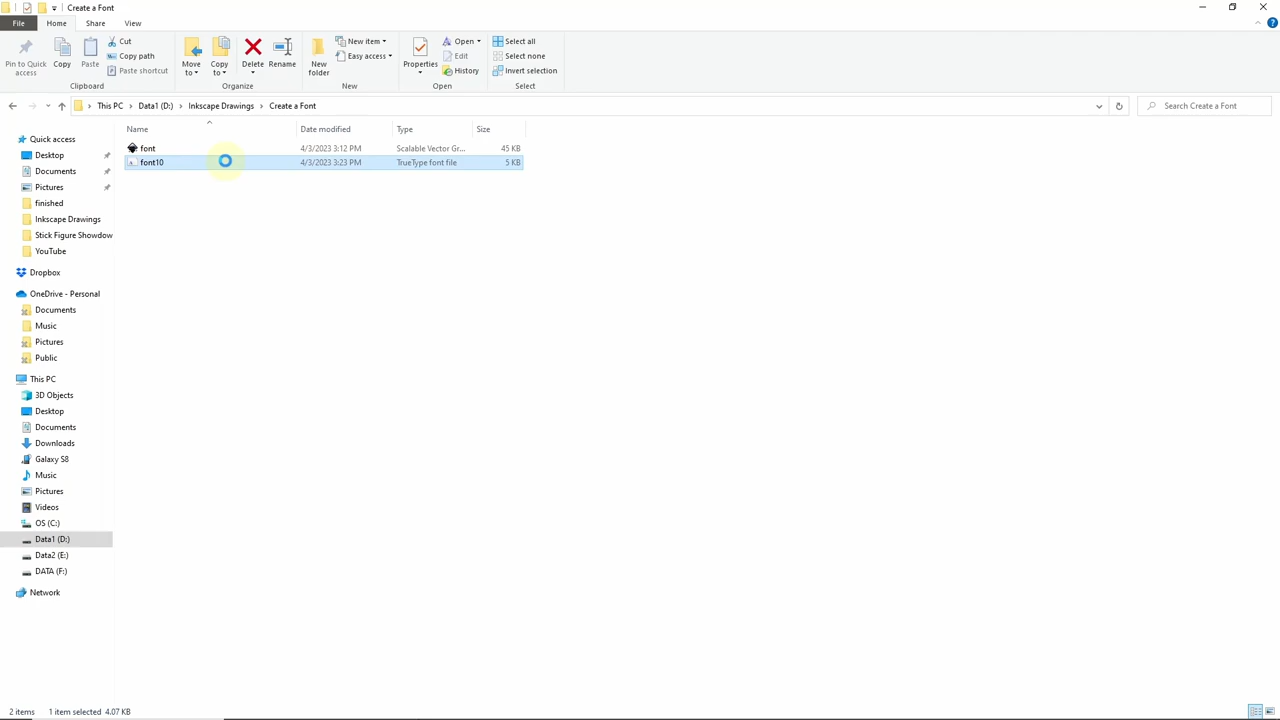 Create a Font
File Home Share View
Pin to Quick access
Copy
Paste
Cut
Copy path
Paste shortcut
Clipboard
Move to
Copy to
Delete
Rename
Organize
New folder
New item
Easy access
New
Properties
Open
Edit
History
Open
Select all
Select none
Invert selection
Select
This PC > Data1 (D:) > Inkscape Drawings > Create a Font
Search Create a Font
Name Date modified Type Size
font 4/3/2023 3:12 PM Scalable Vector Gr... 45 KB
font10 4/3/2023 3:23 PM TrueType font file 5 KB
Quick access
Desktop
Documents
Pictures
finished
Inkscape Drawings
Stick Figure Showdow
YouTube
Dropbox
OneDrive - Personal
Documents
Music
Pictures
Public
This PC
3D Objects
Desktop
Documents
Downloads
Galaxy S8
Music
Pictures
Videos
OS (C:)
Data1 (D:)
Data2 (E:)
DATA (F:)
Network
2 items 1 item selected 4.07 KB